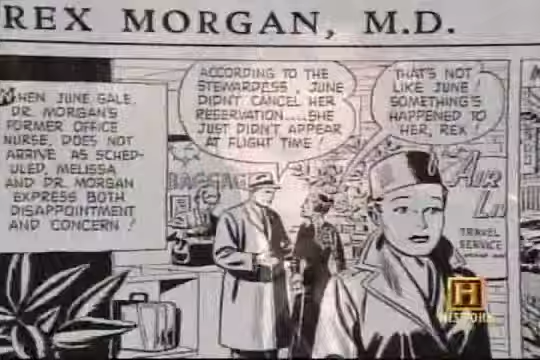 REX MORGAN, M.D.
WHEN JUNE GALE,
DR. MORGAN'S
FORMER OFFICE
NURSE, DOES NOT
ARRIVE AS SCHED-
ULED, MELISSA
AND DR. MORGAN
EXPRESS BOTH
DISAPPOINTMENT
AND CONCERN!
ACCORDING TO THE
STEWARDESS, JUNE
DIDN'T CANCEL HER
RESERVATION....SHE
JUST DIDN'T APPEAR
AT FLIGHT TIME!
THAT'S NOT
LIKE JUNE!
SOMETHING'S
HAPPENED TO
HER, REX!
BAGGAGE
AIR
TRAVEL
SERVICE
H
HISTORY